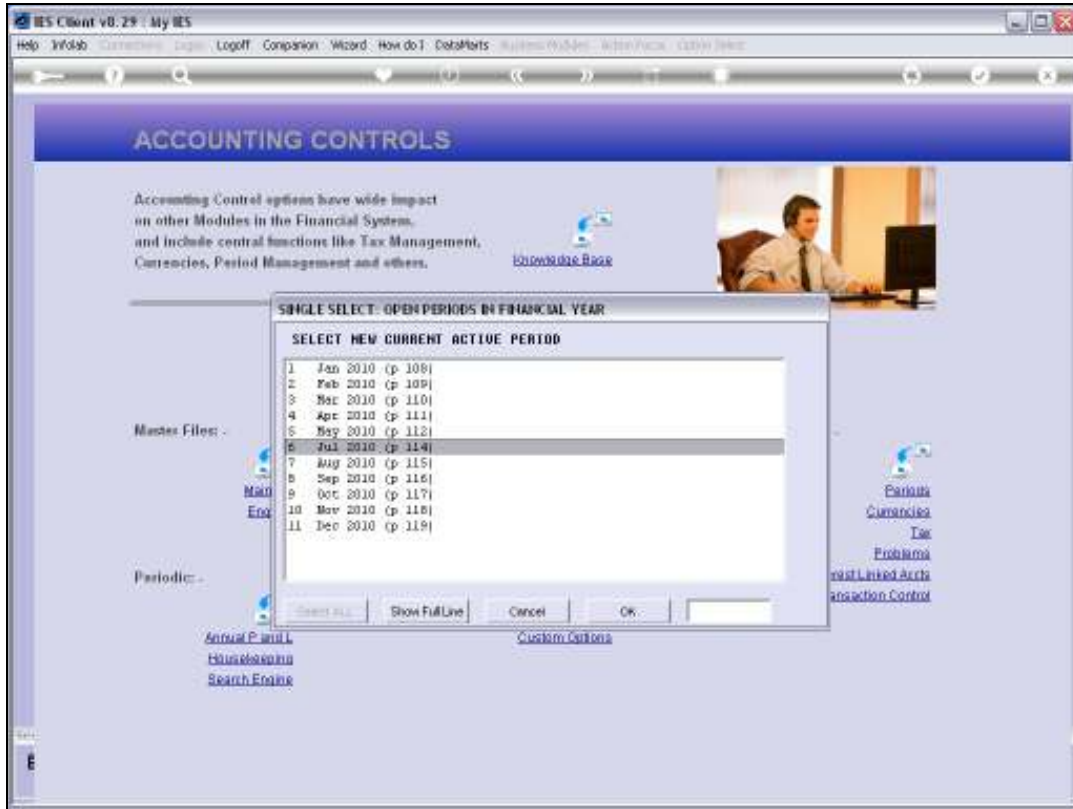 IES Client v8.29 : My IES
Help Infolab Logoff Companion Wizard How do I DataMarts
ACCOUNTING CONTROLS
Accounting Control options have wide impact
on other Modules in the Financial System,
and include central functions like Tax Management,
Currencies, Period Management and others.
Knowledge Base
SINGLE SELECT: OPEN PERIODS IN FINANCIAL YEAR
SELECT NEW CURRENT ACTIVE PERIOD
1 Jan 2010 (p 108)
2 Feb 2010 (p 109)
3 Mar 2010 (p 110)
4 Apr 2010 (p 111)
5 May 2010 (p 112)
6 Jul 2010 (p 114)
7 Aug 2010 (p 115)
8 Sep 2010 (p 116)
9 Oct 2010 (p 117)
10 Nov 2010 (p 118)
11 Dec 2010 (p 119)
Select ALL Show Full Line Cancel OK
Master Files: -
Main
Enq
Periods
Currencies
Tax
Problems
Linked Accts
ansaction Control
Periodic: -
Annual P and L
Housekeeping
Search Engine
Custom Options